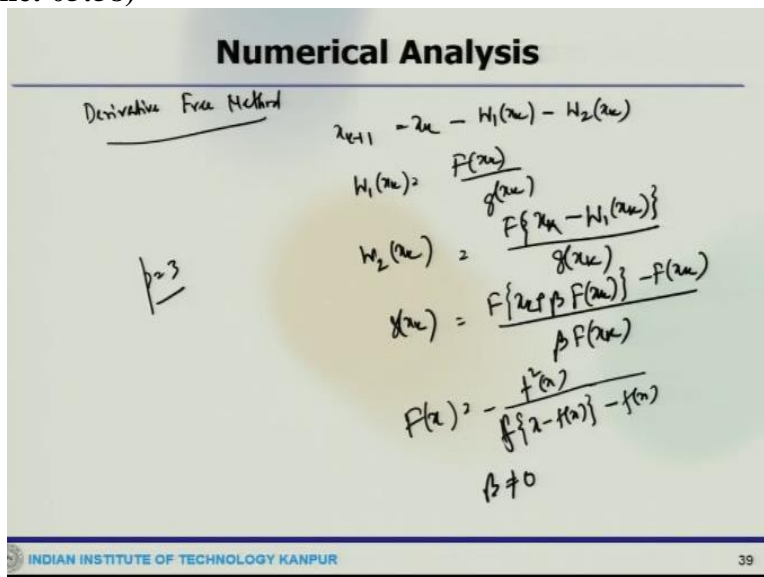 Numerical Analysis
Derivative Free Method
x_{k+1} = x_k - W_1(x_k) - W_2(x_k)
W_1(x_k) = F(x_k) / g(x_k)
W_2(x_k) = F{x_k - W_1(x_k)} / g(x_k)
p=3
g(x_k) = F{x_k + β F(x_k)} - F(x_k) / β F(x_k)
F(x) = - f^2(x) / f{x - f(x)} - f(x)
β ≠ 0
INDIAN INSTITUTE OF TECHNOLOGY KANPUR
39